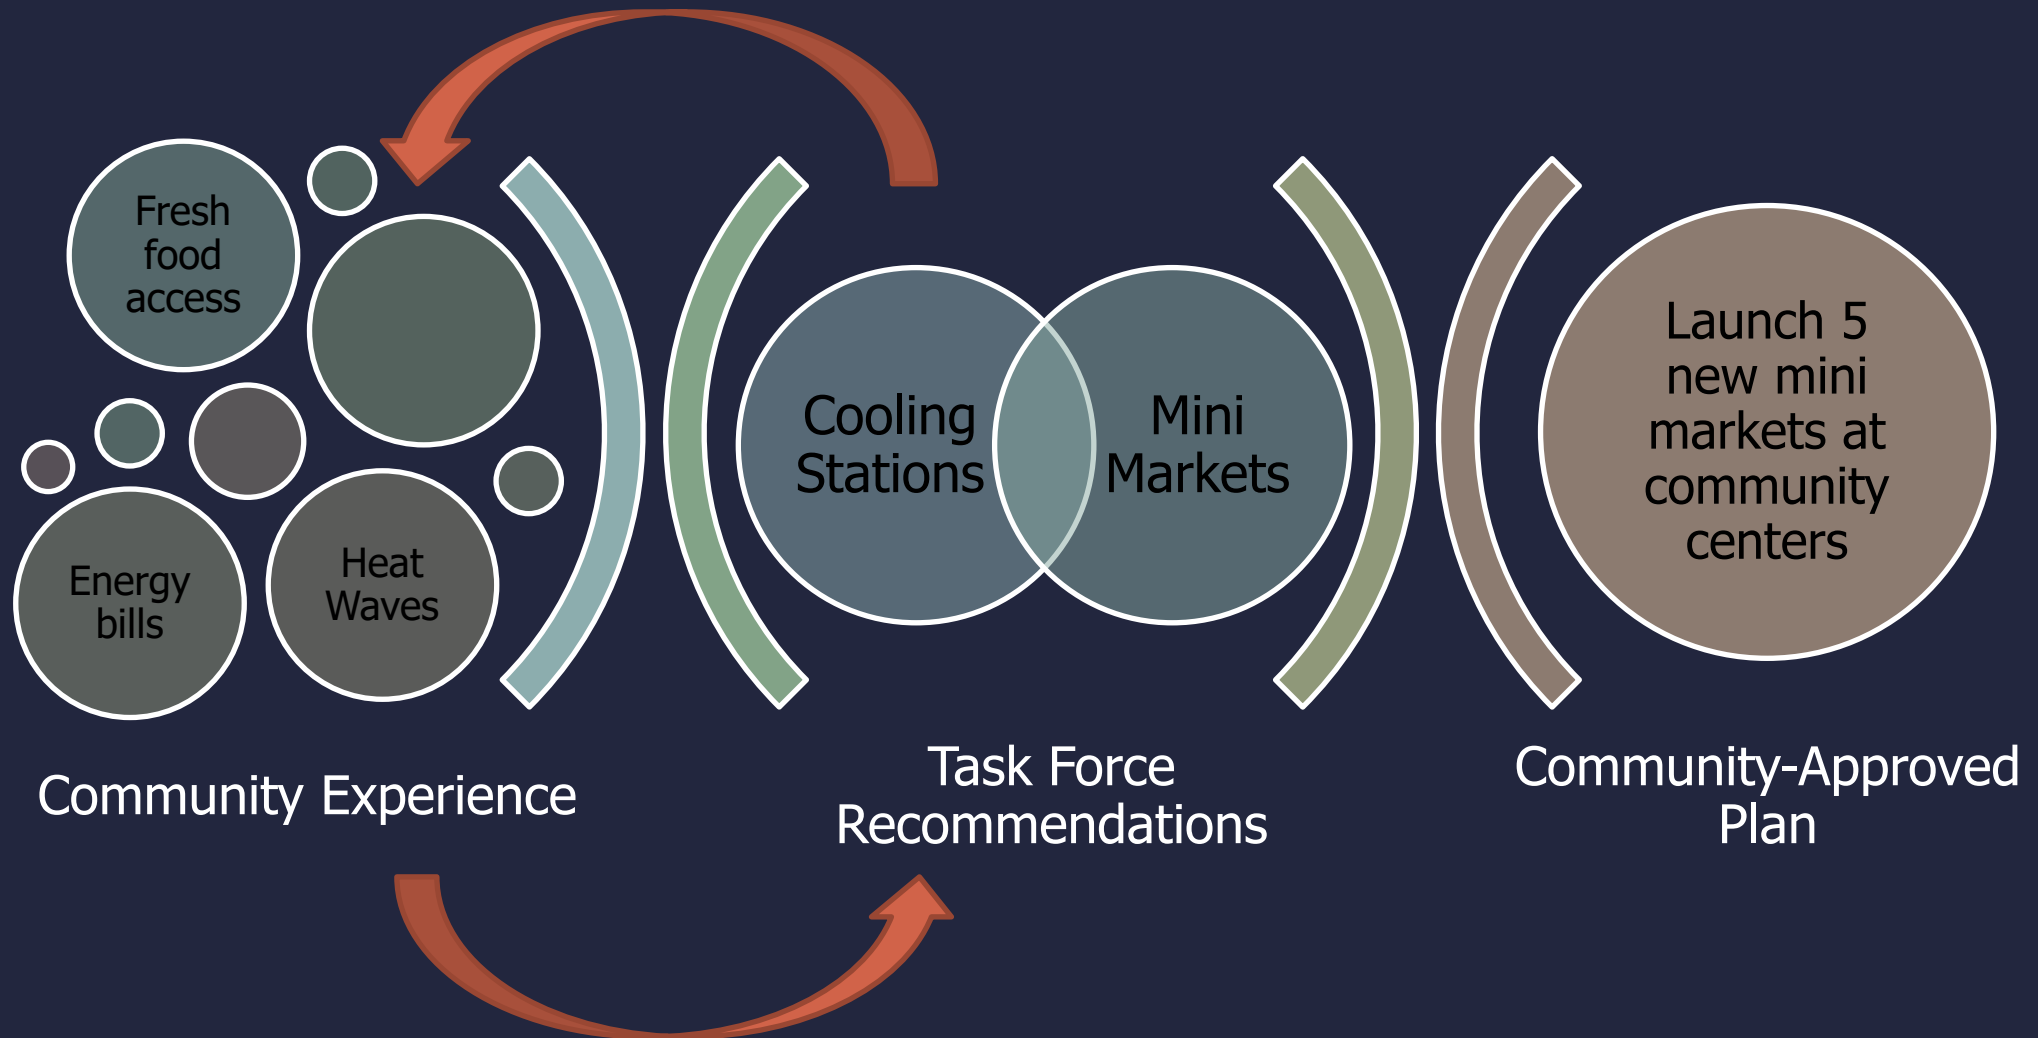 Fresh
food
access
Energy
bills
Heat
Waves
Community Experience
Cooling
Stations
Mini
Markets
Task Force
Recommendations
Launch 5
new mini
markets at
community
centers
Community-Approved
Plan